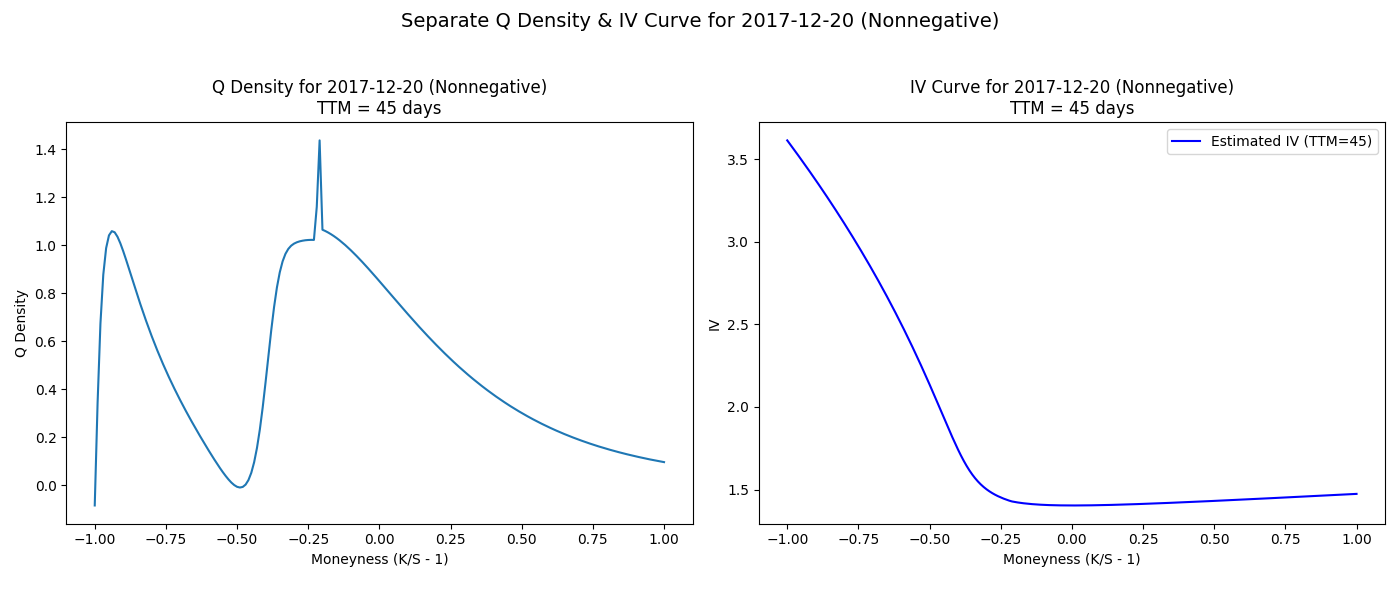 Separate Q Density & IV Curve for 2017-12-20 (Nonnegative)
Q Density for 2017-12-20 (Nonnegative)
TTM = 45 days
Q Density
1.4
1.2
1.0
0.8
0.6
0.4
0.2
0.0
−1.00 −0.75 −0.50 −0.25 0.00 0.25 0.50 0.75 1.00
Moneyness (K/S - 1)
IV Curve for 2017-12-20 (Nonnegative)
TTM = 45 days
Estimated IV (TTM=45)
IV
3.5
3.0
2.5
2.0
1.5
−1.00 −0.75 −0.50 −0.25 0.00 0.25 0.50 0.75 1.00
Moneyness (K/S - 1)